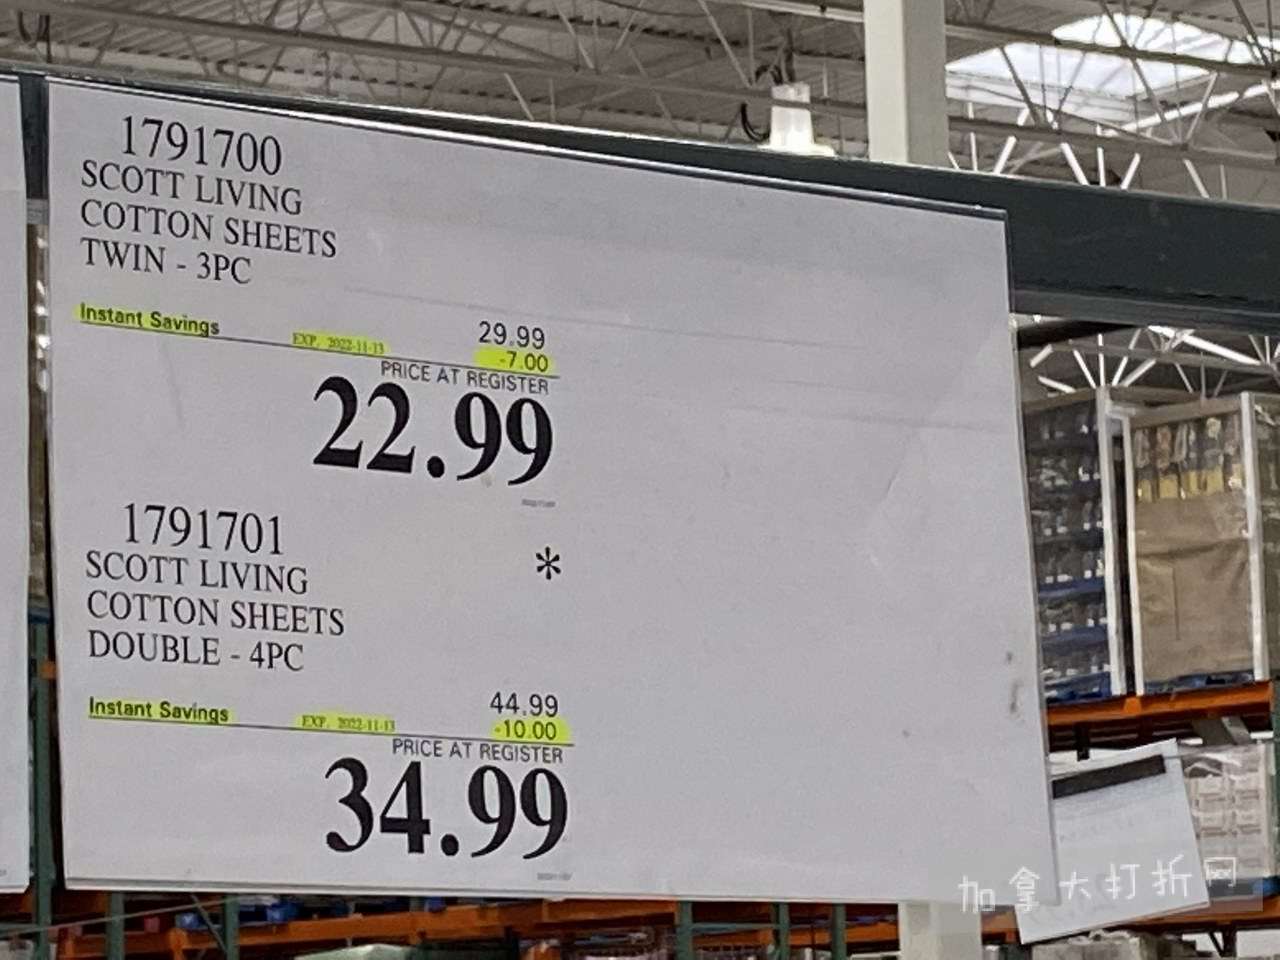 1791700
SCOTT LIVING
COTTON SHEETS
TWIN - 3PC
29.99
Instant Savings EXP. 2022-11-13 -7.00
PRICE AT REGISTER
22.99
1791701
*
SCOTT LIVING
COTTON SHEETS
DOUBLE - 4PC
44.99
Instant Savings EXP. 2022-11-13 -10.00
PRICE AT REGISTER
34.99
加拿大打折网